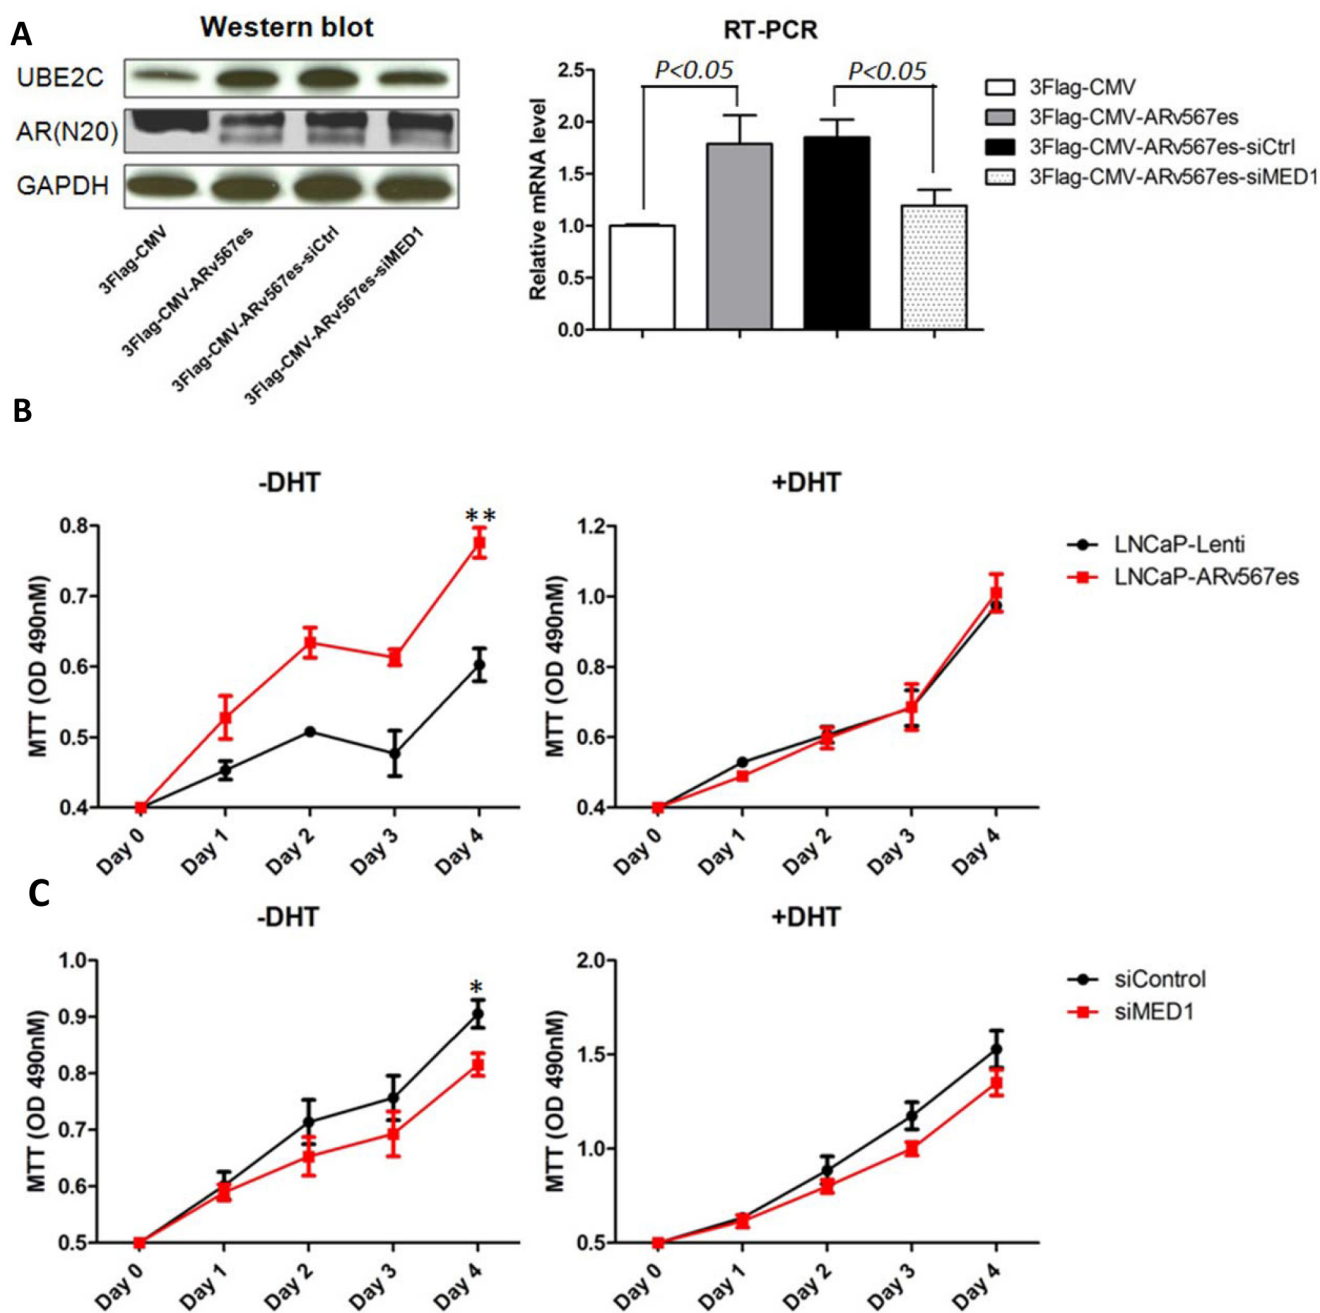 A
Western blot
UBE2C
AR(N20)
GAPDH
3Flag-CMV
3Flag-CMV-ARv567es
3Flag-CMV-ARv567es-siCtrl
3Flag-CMV-ARv567es-siMED1
RT-PCR
Relative mRNA level
2.5
2.0
1.5
1.0
0.5
0.0
P<0.05
P<0.05
3Flag-CMV
3Flag-CMV-ARv567es
3Flag-CMV-ARv567es-siCtrl
3Flag-CMV-ARv567es-siMED1
B
-DHT
MTT (OD 490nM)
0.8
0.7
0.6
0.5
0.4
**
Day 0
Day 1
Day 2
Day 3
Day 4
+DHT
MTT (OD 490nM)
1.2
1.0
0.8
0.6
0.4
Day 0
Day 1
Day 2
Day 3
Day 4
LNCaP-Lenti
LNCaP-ARv567es
C
-DHT
MTT (OD 490nM)
1.0
0.9
0.8
0.7
0.6
0.5
*
Day 0
Day 1
Day 2
Day 3
Day 4
+DHT
MTT (OD 490nM)
2.0
1.5
1.0
0.5
Day 0
Day 1
Day 2
Day 3
Day 4
siControl
siMED1